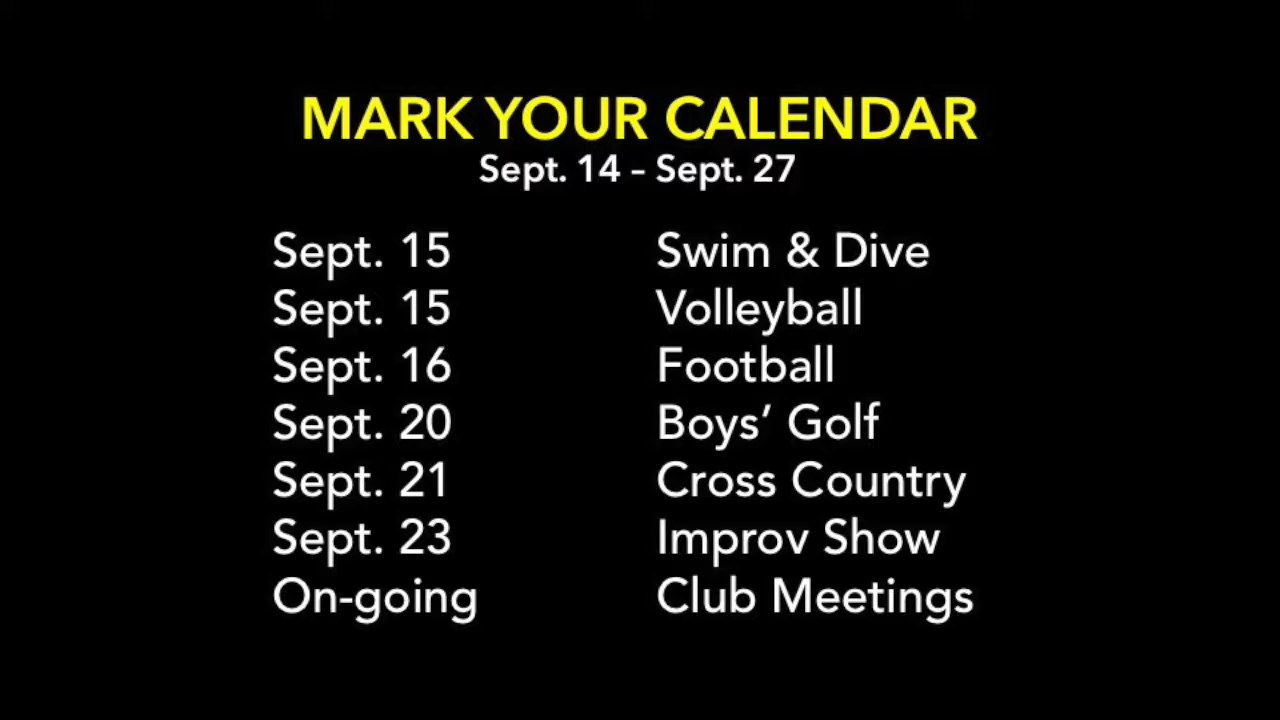 MARK YOUR CALENDAR
Sept. 14 – Sept. 27
Sept. 15 Swim & Dive
Sept. 15 Volleyball
Sept. 16 Football
Sept. 20 Boys’ Golf
Sept. 21 Cross Country
Sept. 23 Improv Show
On-going Club Meetings